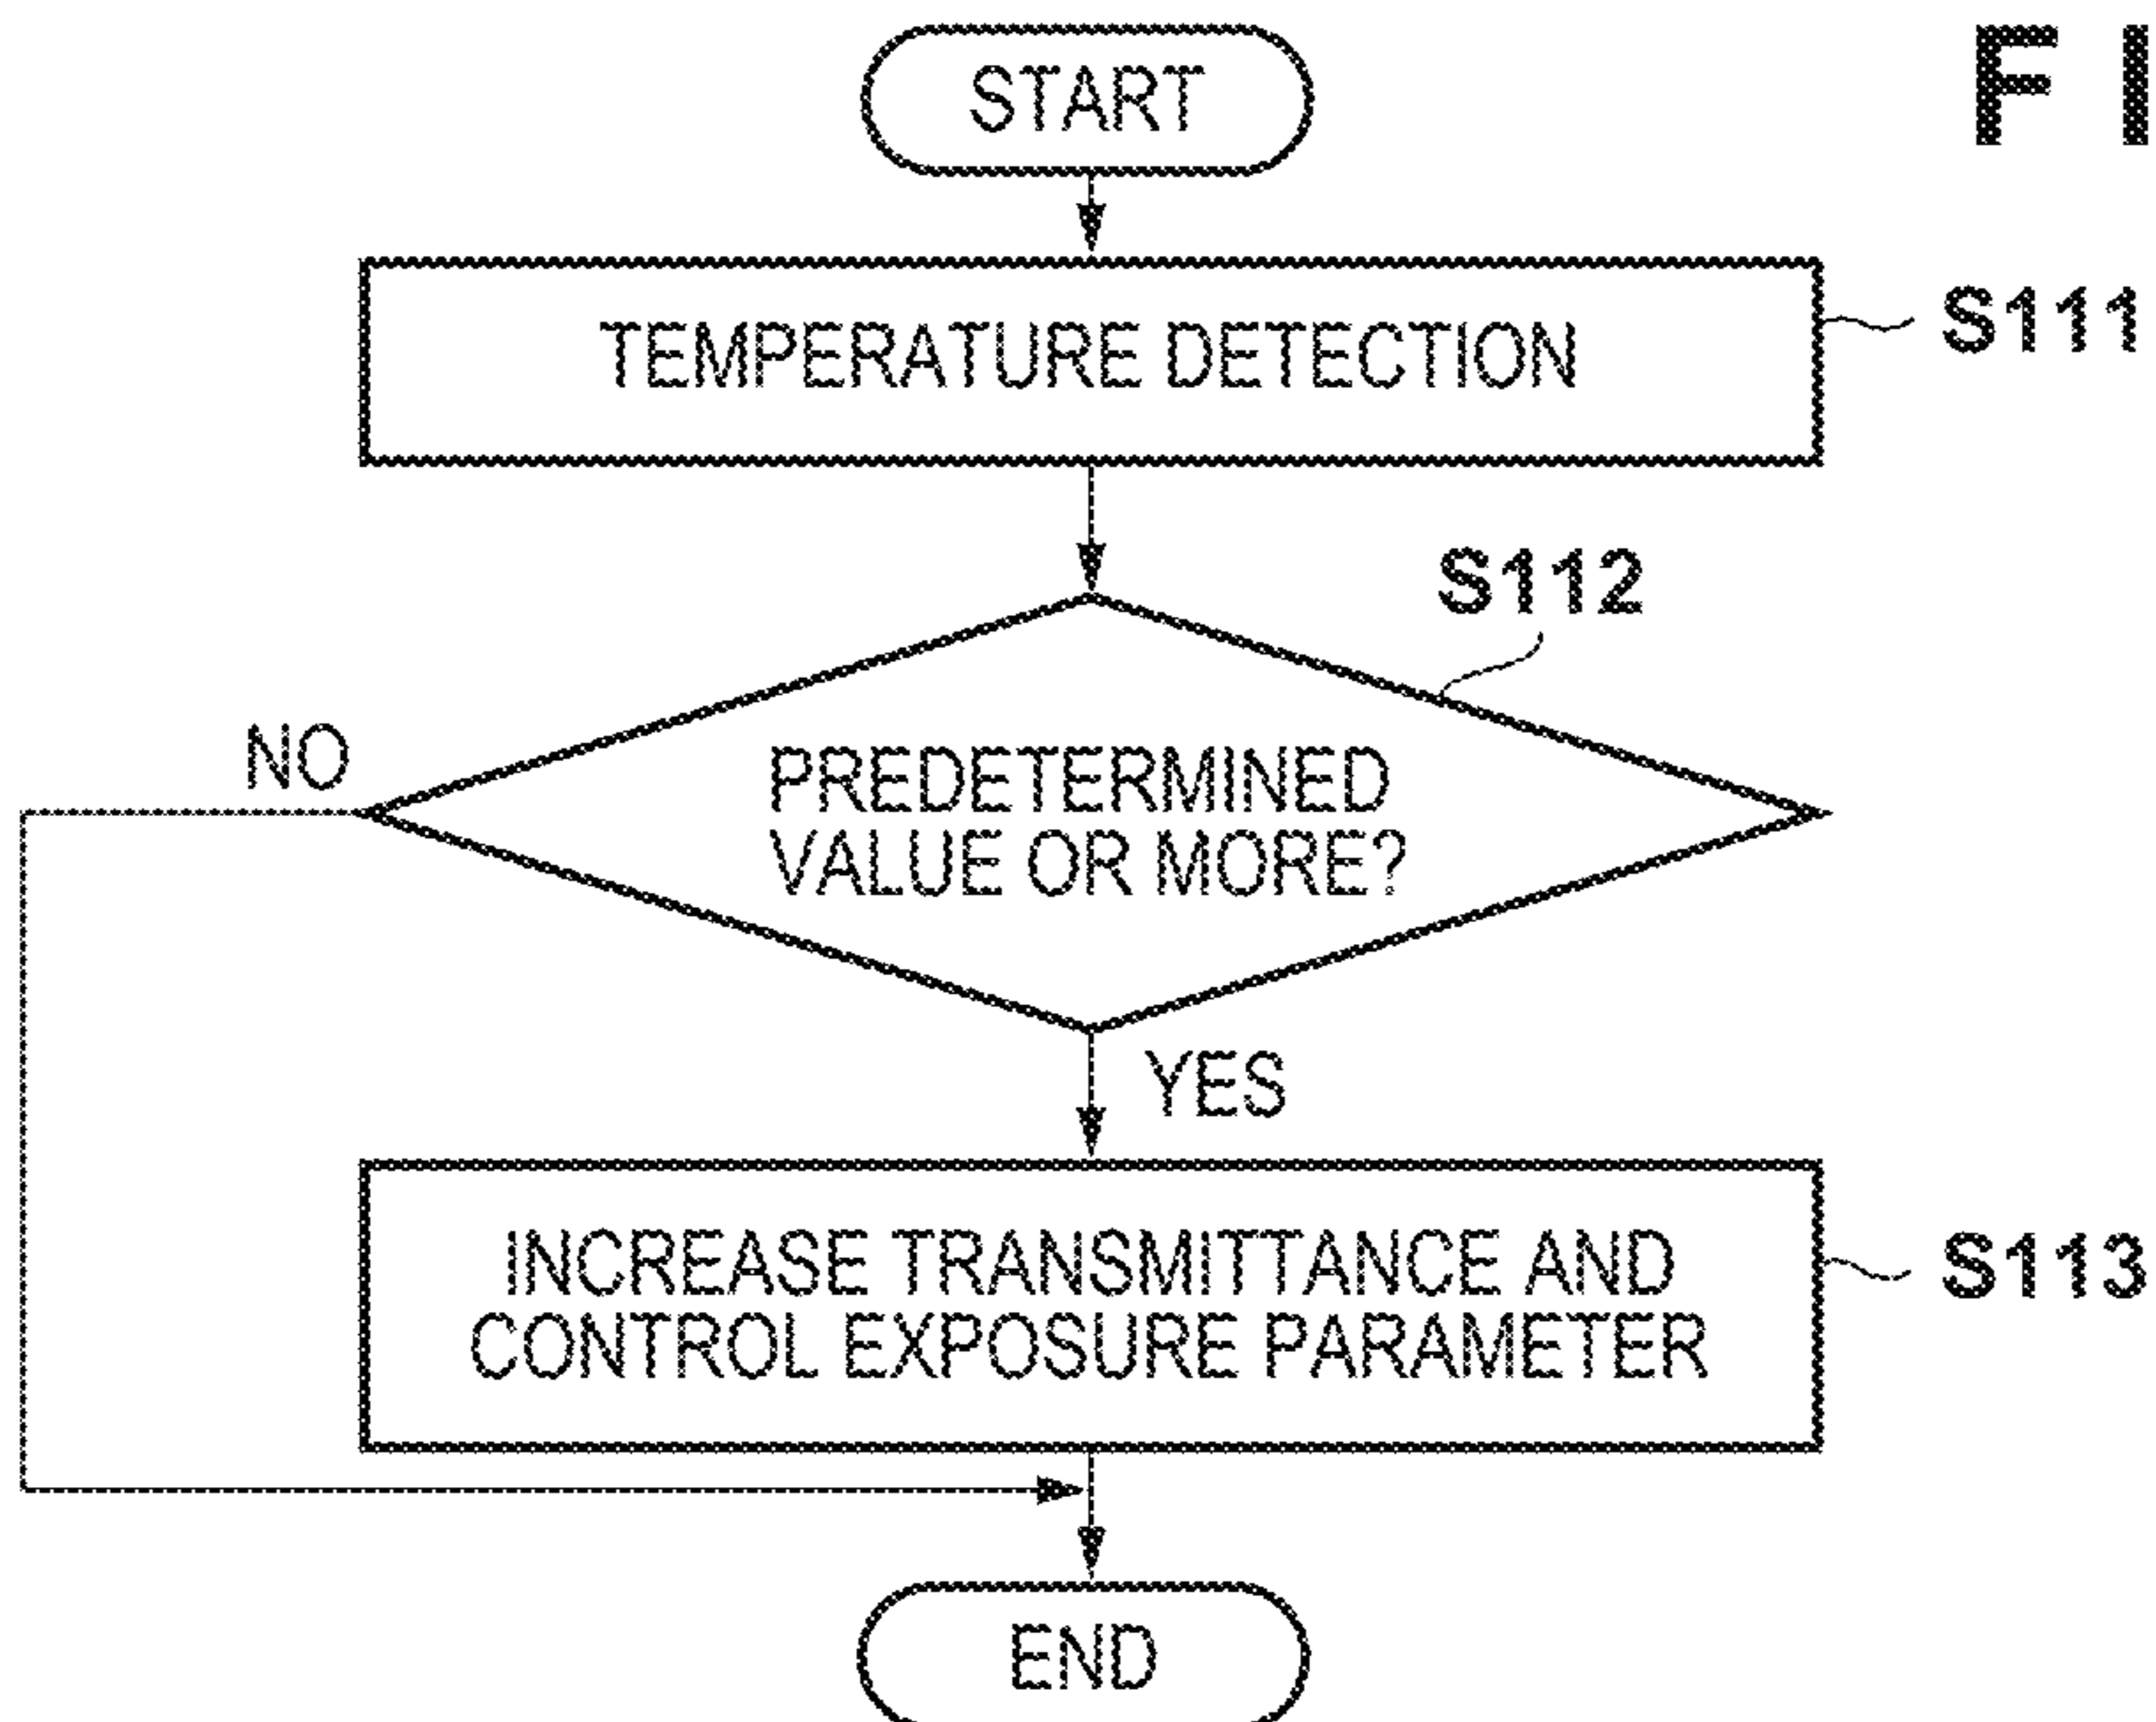 FI
START
TEMPERATURE DETECTION
S111
S112
NO
PREDETERMINED
VALUE OR MORE?
YES
INCREASE TRANSMITTANCE AND
CONTROL EXPOSURE PARAMETER
S113
END